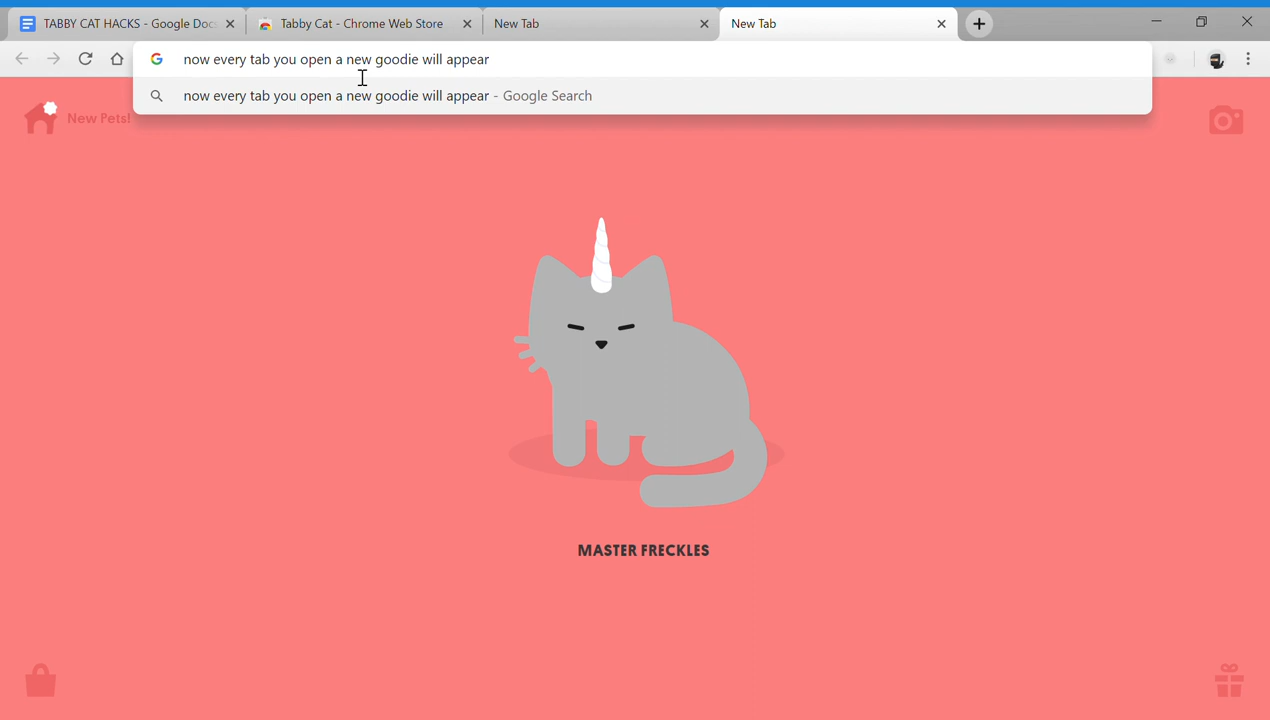 TABBY CAT HACKS - Google Doc
Tabby Cat - Chrome Web Store
New Tab
New Tab
now every tab you open a new goodie will appear
now every tab you open a new goodie will appear - Google Search
New Pets!
MASTER FRECKLES